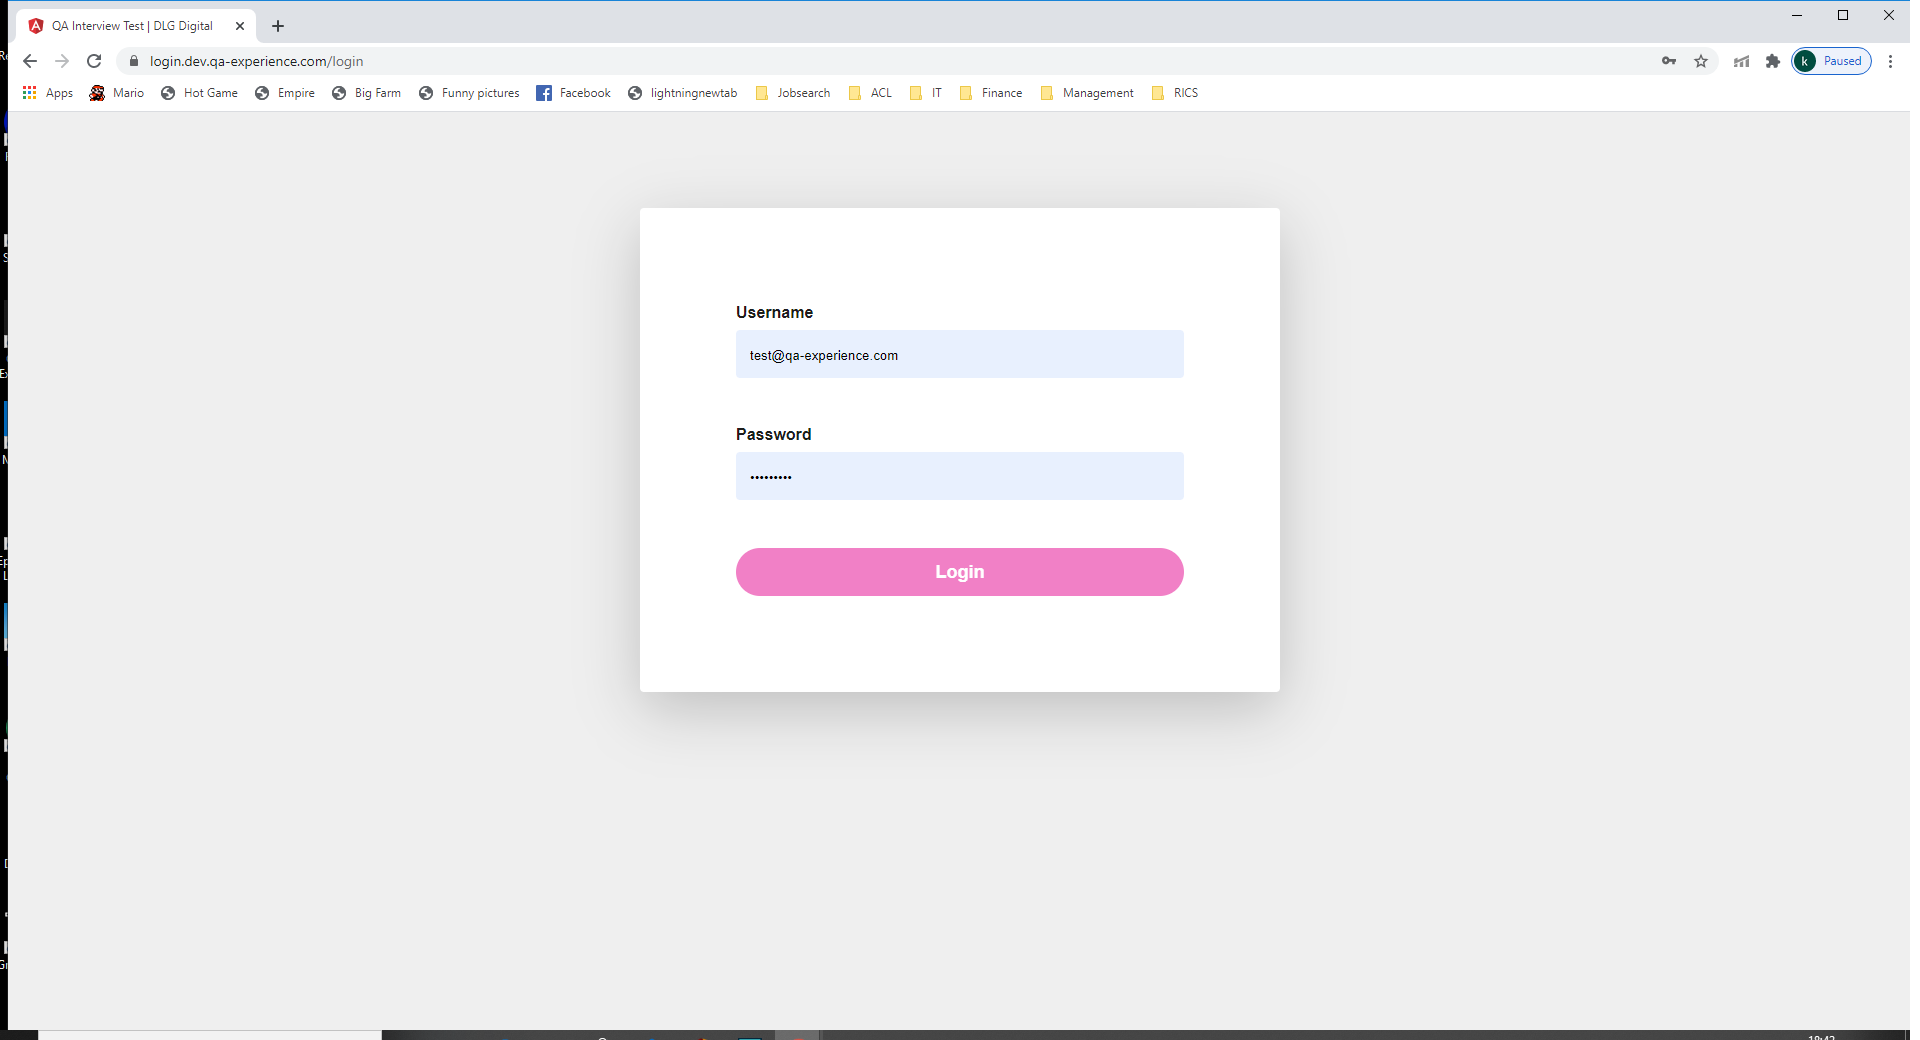 QA Interview Test | DLG Digital
login.dev.qa-experience.com/login
k Paused
Apps Mario Hot Game Empire Big Farm Funny pictures Facebook lightningnewtab Jobsearch ACL IT Finance Management RICS
Username
test@qa-experience.com
Password
•••••••••
Login